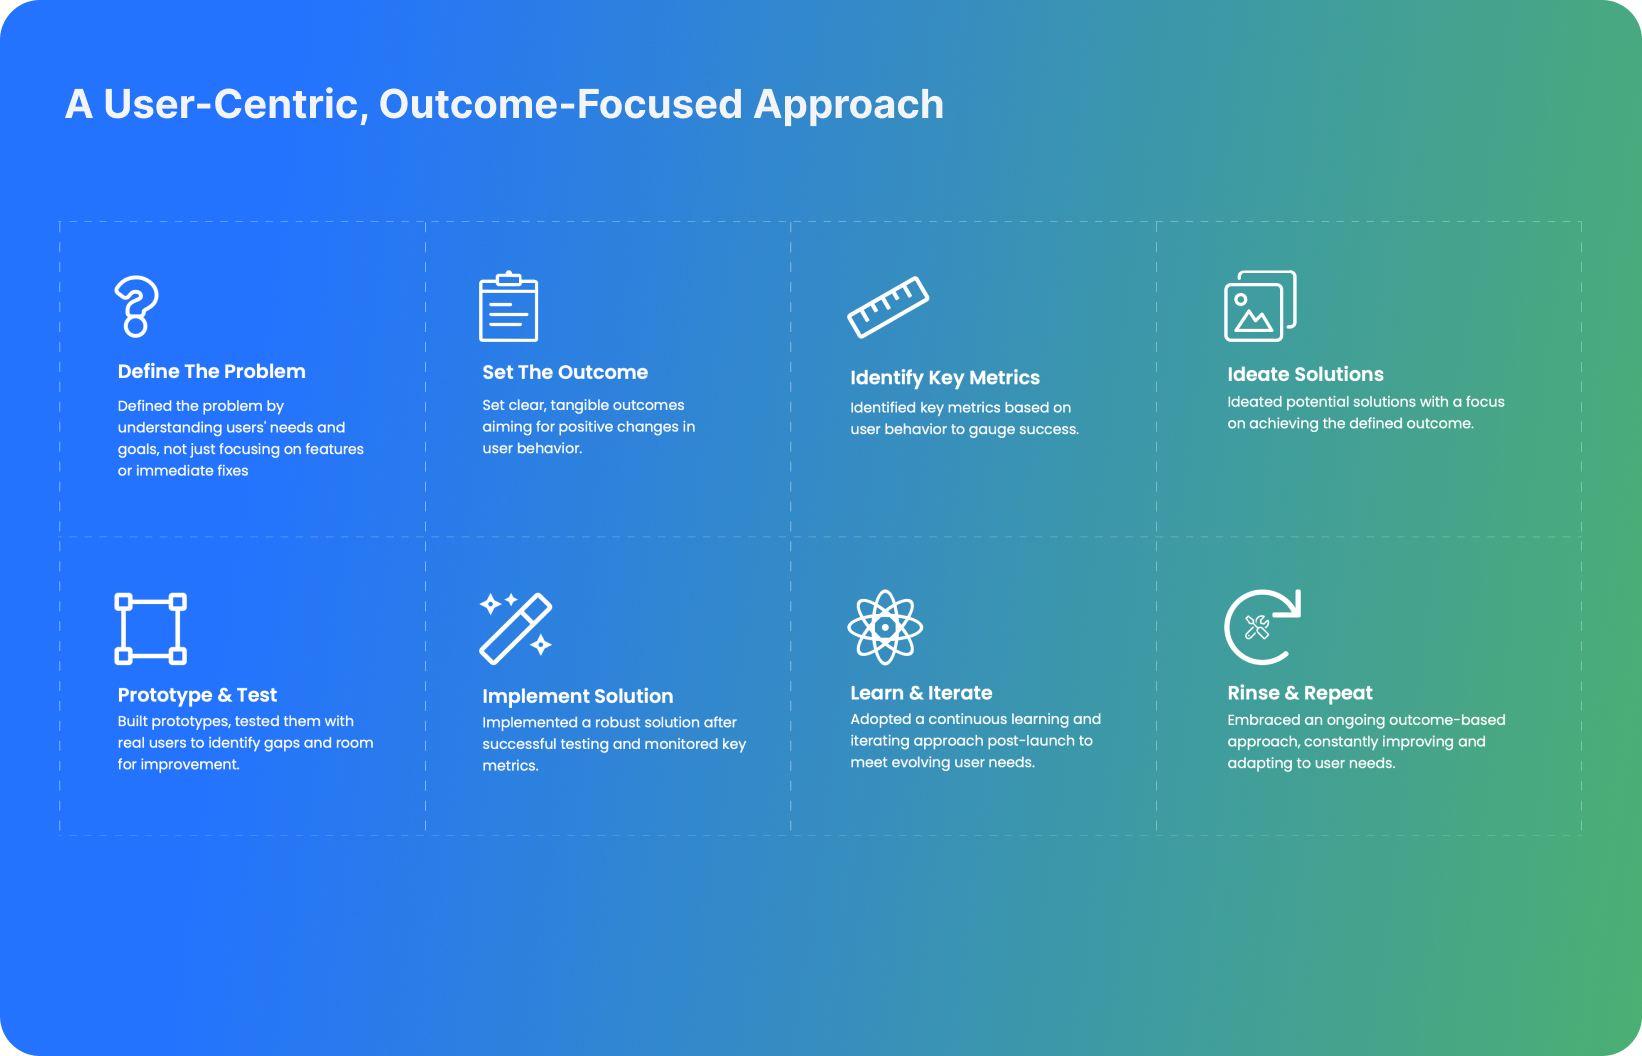 A User-Centric, Outcome-Focused Approach
Define The Problem
Defined the problem by
understanding users' needs and
goals, not just focusing on features
or immediate fixes
Set The Outcome
Set clear, tangible outcomes
aiming for positive changes in
user behavior.
Identify Key Metrics
Identified key metrics based on
user behavior to gauge success.
Ideate Solutions
Ideated potential solutions with a focus
on achieving the defined outcome.
Prototype & Test
Built prototypes, tested them with
real users to identify gaps and room
for improvement.
Implement Solution
Implemented a robust solution after
successful testing and monitored key
metrics.
Learn & Iterate
Adopted a continuous learning and
iterating approach post-launch to
meet evolving user needs.
Rinse & Repeat
Embraced an ongoing outcome-based
approach, constantly improving and
adapting to user needs.